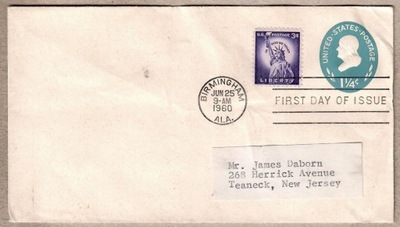 U.S. POSTAGE 3¢
LIBERTY
UNITED·STATES·POSTAGE
1¼¢
BIRMINGHAM
JUN 25
9-AM
1960
ALA.
FIRST DAY OF ISSUE
Mr. James Daborn
268 Herrick Avenue
Teaneck, New Jersey